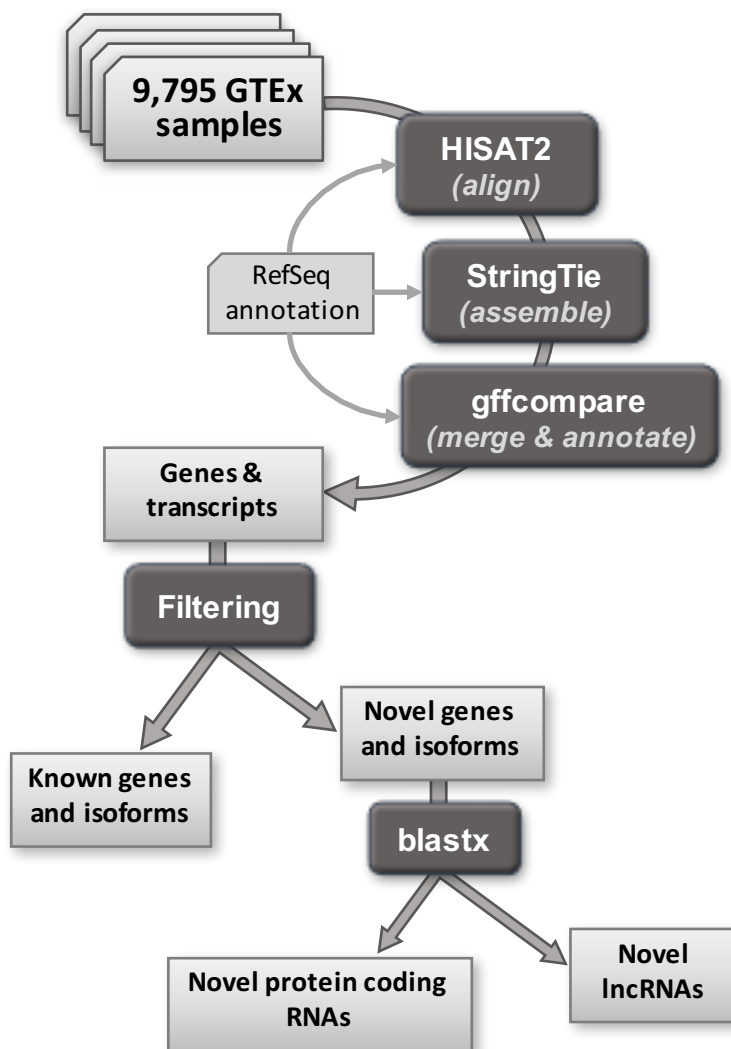 9,795 GTEx
samples
HISAT2
(align)
RefSeq
annotation
StringTie
(assemble)
gffcompare
(merge & annotate)
Genes &
transcripts
Filtering
Novel genes
and isoforms
Known genes
and isoforms
blastx
Novel protein coding
RNAs
Novel
lncRNAs